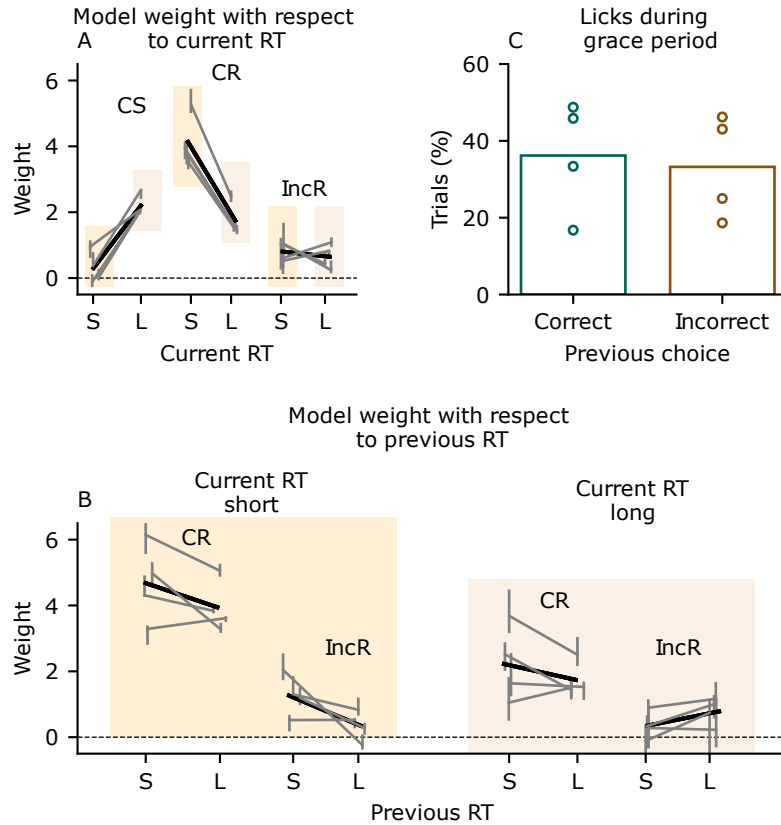 Model weight with respect
to current RT
A
CS
CR
IncR
6
4
2
0
Weight
S
L
S
L
S
L
Current RT
C
Licks during
grace period
60
40
20
0
Trials (%)
Correct
Incorrect
Previous choice
Model weight with respect
to previous RT
B
Current RT
short
Current RT
long
CR
IncR
CR
IncR
6
4
2
0
Weight
S
L
S
L
S
L
S
L
Previous RT